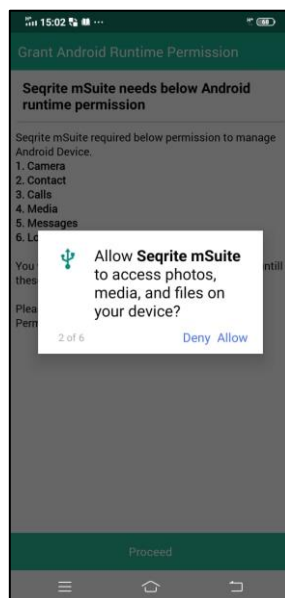 15:02
Grant Android Runtime Permission
Seqrite mSuite needs below Android
runtime permission
Seqrite mSuite required below permission to manage
Android Device.
1. Camera
2. Contact
3. Calls
4. Media
5. Messages
6. Lo
Allow Seqrite mSuite
to access photos,
media, and files on
your device?
You
ntill
thes
Plea
Perm
2 of 6
Deny Allow
Proceed